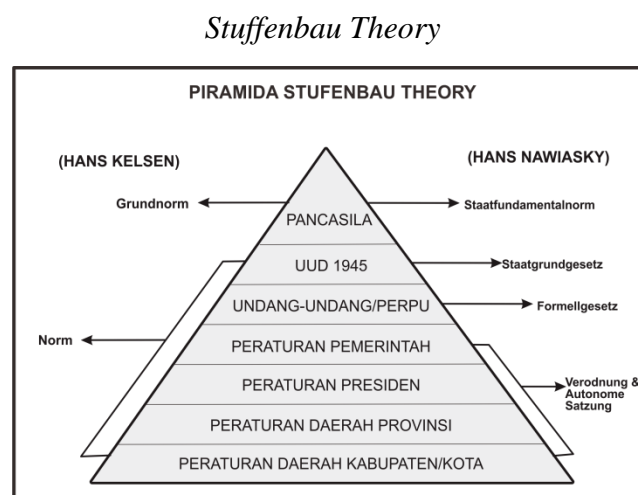 Stuffenbau Theory
PIRAMIDA STUFENBAU THEORY
(HANS KELSEN)
(HANS NAWIASKY)
Grundnorm
Staatfundamentalnorm
PANCASILA
UUD 1945
Staatgrundgesetz
UNDANG-UNDANG/PERPU
Formellgesetz
Norm
PERATURAN PEMERINTAH
PERATURAN PRESIDEN
Verodnung &
Autonome
Satzung
PERATURAN DAERAH PROVINSI
PERATURAN DAERAH KABUPATEN/KOTA